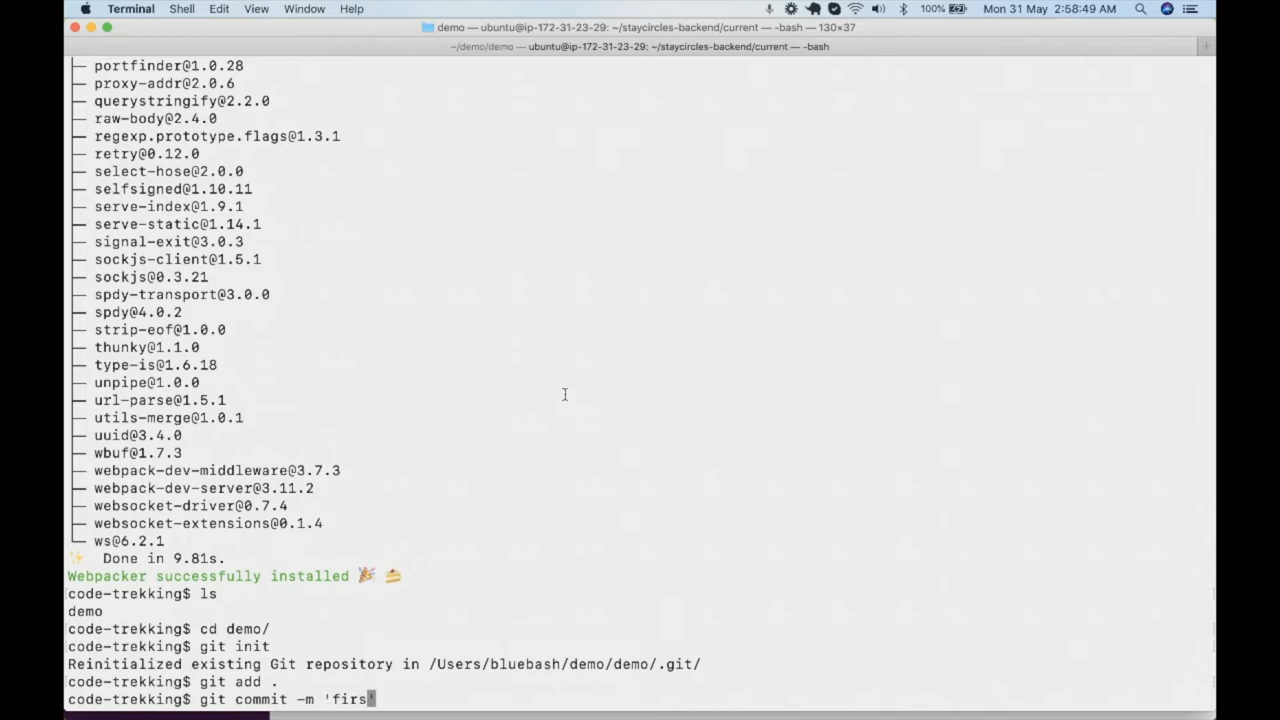 Terminal Shell Edit View Window Help 100% Mon 31 May 2:58:49 AM
demo — ubuntu@ip-172-31-23-29: ~/staycircles-backend/current — -bash — 130×37
~/demo/demo — ubuntu@ip-172-31-23-29: ~/staycircles-backend/current — -bash
├─ portfinder@1.0.28
├─ proxy-addr@2.0.6
├─ querystringify@2.2.0
├─ raw-body@2.4.0
├─ regexp.prototype.flags@1.3.1
├─ retry@0.12.0
├─ select-hose@2.0.0
├─ selfsigned@1.10.11
├─ serve-index@1.9.1
├─ serve-static@1.14.1
├─ signal-exit@3.0.3
├─ sockjs-client@1.5.1
├─ sockjs@0.3.21
├─ spdy-transport@3.0.0
├─ spdy@4.0.2
├─ strip-eof@1.0.0
├─ thunky@1.1.0
├─ type-is@1.6.18
├─ unpipe@1.0.0
├─ url-parse@1.5.1
├─ utils-merge@1.0.1
├─ uuid@3.4.0
├─ wbuf@1.7.3
├─ webpack-dev-middleware@3.7.3
├─ webpack-dev-server@3.11.2
├─ websocket-driver@0.7.4
├─ websocket-extensions@0.1.4
└─ ws@6.2.1
✨ Done in 9.81s.
Webpacker successfully installed 🎉 🍰
code-trekking$ ls
demo
code-trekking$ cd demo/
code-trekking$ git init
Reinitialized existing Git repository in /Users/bluebash/demo/demo/.git/
code-trekking$ git add .
code-trekking$ git commit -m 'firs'